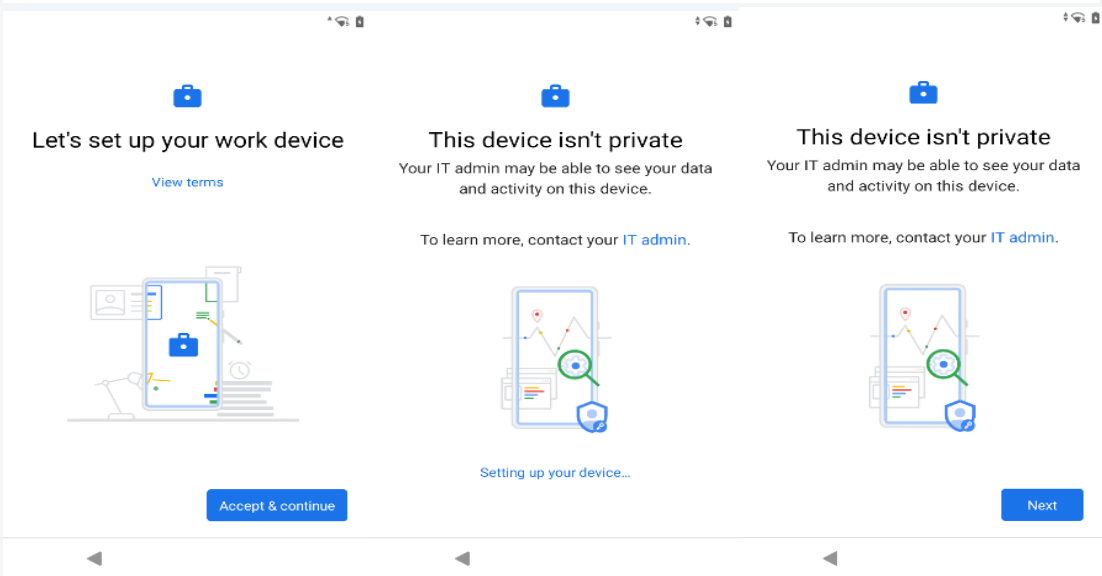 Let's set up your work device
View terms
Accept & continue
This device isn't private
Your IT admin may be able to see your data
and activity on this device.
To learn more, contact your IT admin.
Setting up your device...
This device isn't private
Your IT admin may be able to see your data
and activity on this device.
To learn more, contact your IT admin.
Next